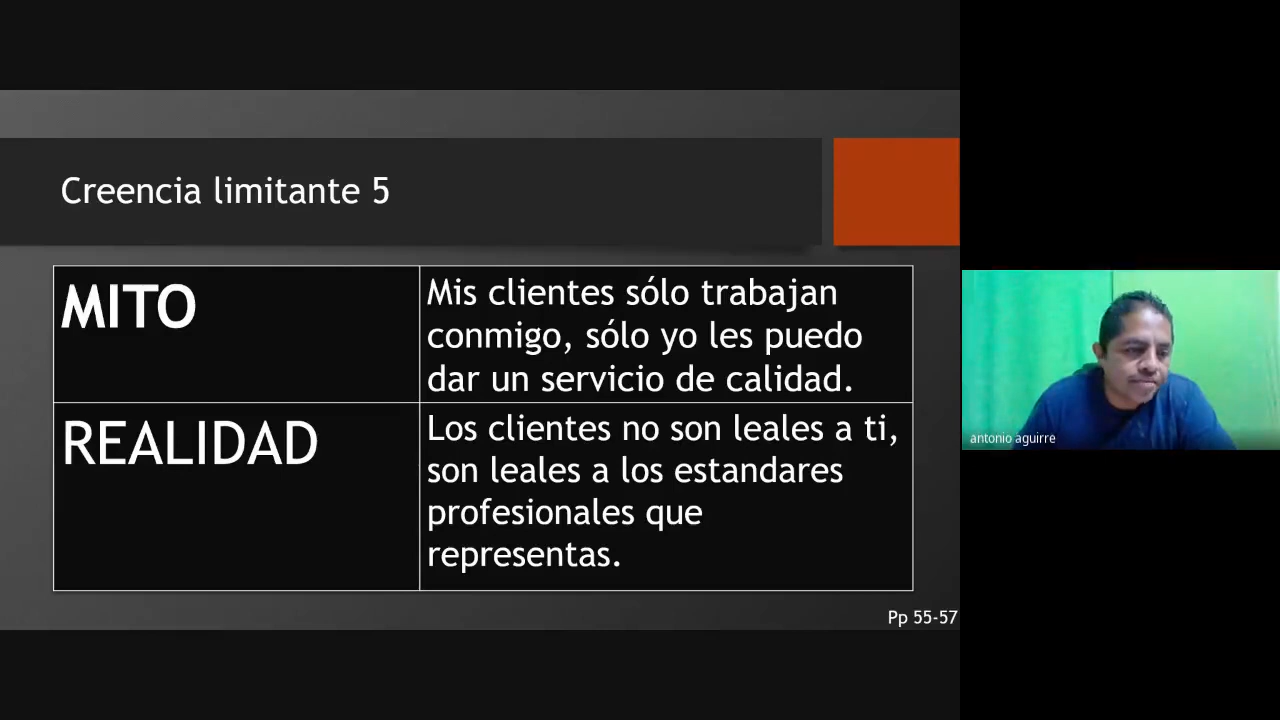 Creencia limitante 5
MITO
Mis clientes sólo trabajan
conmigo, sólo yo les puedo
dar un servicio de calidad.
REALIDAD
Los clientes no son leales a ti,
son leales a los estandares
profesionales que
representas.
Pp 55-57
antonio aguirre